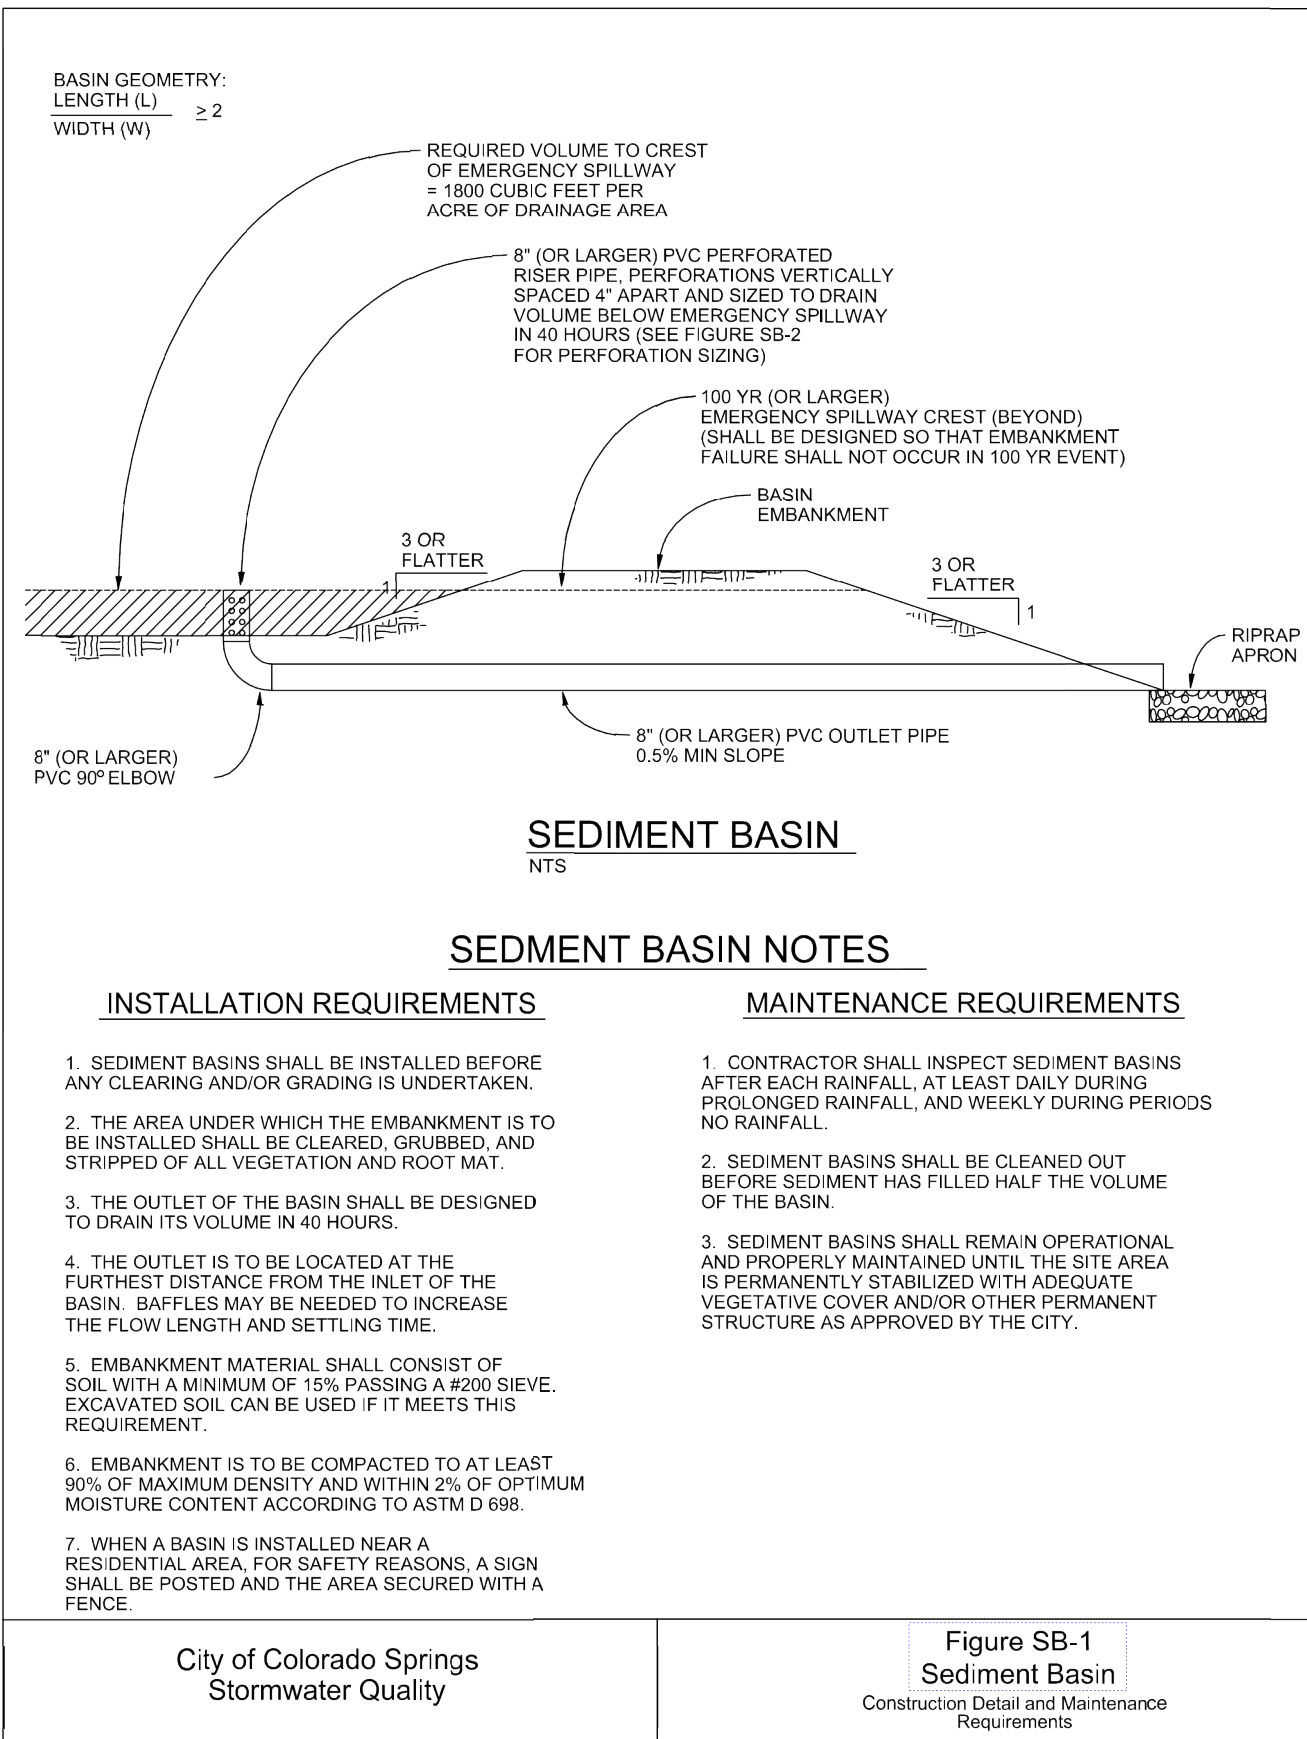 BASIN GEOMETRY:
LENGTH (L)
≥ 2
WIDTH (W)
REQUIRED VOLUME TO CREST
OF EMERGENCY SPILLWAY
= 1800 CUBIC FEET PER
ACRE OF DRAINAGE AREA
8" (OR LARGER) PVC PERFORATED
RISER PIPE, PERFORATIONS VERTICALLY
SPACED 4" APART AND SIZED TO DRAIN
VOLUME BELOW EMERGENCY SPILLWAY
IN 40 HOURS (SEE FIGURE SB-2
FOR PERFORATION SIZING)
100 YR (OR LARGER)
EMERGENCY SPILLWAY CREST (BEYOND)
(SHALL BE DESIGNED SO THAT EMBANKMENT
FAILURE SHALL NOT OCCUR IN 100 YR EVENT)
BASIN
EMBANKMENT
3 OR
FLATTER
1
3 OR
FLATTER
1
RIPRAP
APRON
8" (OR LARGER) PVC OUTLET PIPE
0.5% MIN SLOPE
8" (OR LARGER)
PVC 90° ELBOW
SEDIMENT BASIN
NTS
SEDMENT BASIN NOTES
INSTALLATION REQUIREMENTS
1. SEDIMENT BASINS SHALL BE INSTALLED BEFORE
ANY CLEARING AND/OR GRADING IS UNDERTAKEN.
2. THE AREA UNDER WHICH THE EMBANKMENT IS TO
BE INSTALLED SHALL BE CLEARED, GRUBBED, AND
STRIPPED OF ALL VEGETATION AND ROOT MAT.
3. THE OUTLET OF THE BASIN SHALL BE DESIGNED
TO DRAIN ITS VOLUME IN 40 HOURS.
4. THE OUTLET IS TO BE LOCATED AT THE
FURTHEST DISTANCE FROM THE INLET OF THE
BASIN. BAFFLES MAY BE NEEDED TO INCREASE
THE FLOW LENGTH AND SETTLING TIME.
5. EMBANKMENT MATERIAL SHALL CONSIST OF
SOIL WITH A MINIMUM OF 15% PASSING A #200 SIEVE.
EXCAVATED SOIL CAN BE USED IF IT MEETS THIS
REQUIREMENT.
6. EMBANKMENT IS TO BE COMPACTED TO AT LEAST
90% OF MAXIMUM DENSITY AND WITHIN 2% OF OPTIMUM
MOISTURE CONTENT ACCORDING TO ASTM D 698.
7. WHEN A BASIN IS INSTALLED NEAR A
RESIDENTIAL AREA, FOR SAFETY REASONS, A SIGN
SHALL BE POSTED AND THE AREA SECURED WITH A
FENCE.
MAINTENANCE REQUIREMENTS
1. CONTRACTOR SHALL INSPECT SEDIMENT BASINS
AFTER EACH RAINFALL, AT LEAST DAILY DURING
PROLONGED RAINFALL, AND WEEKLY DURING PERIODS
NO RAINFALL.
2. SEDIMENT BASINS SHALL BE CLEANED OUT
BEFORE SEDIMENT HAS FILLED HALF THE VOLUME
OF THE BASIN.
3. SEDIMENT BASINS SHALL REMAIN OPERATIONAL
AND PROPERLY MAINTAINED UNTIL THE SITE AREA
IS PERMANENTLY STABILIZED WITH ADEQUATE
VEGETATIVE COVER AND/OR OTHER PERMANENT
STRUCTURE AS APPROVED BY THE CITY.
City of Colorado Springs
Stormwater Quality
Figure SB-1
Sediment Basin
Construction Detail and Maintenance
Requirements